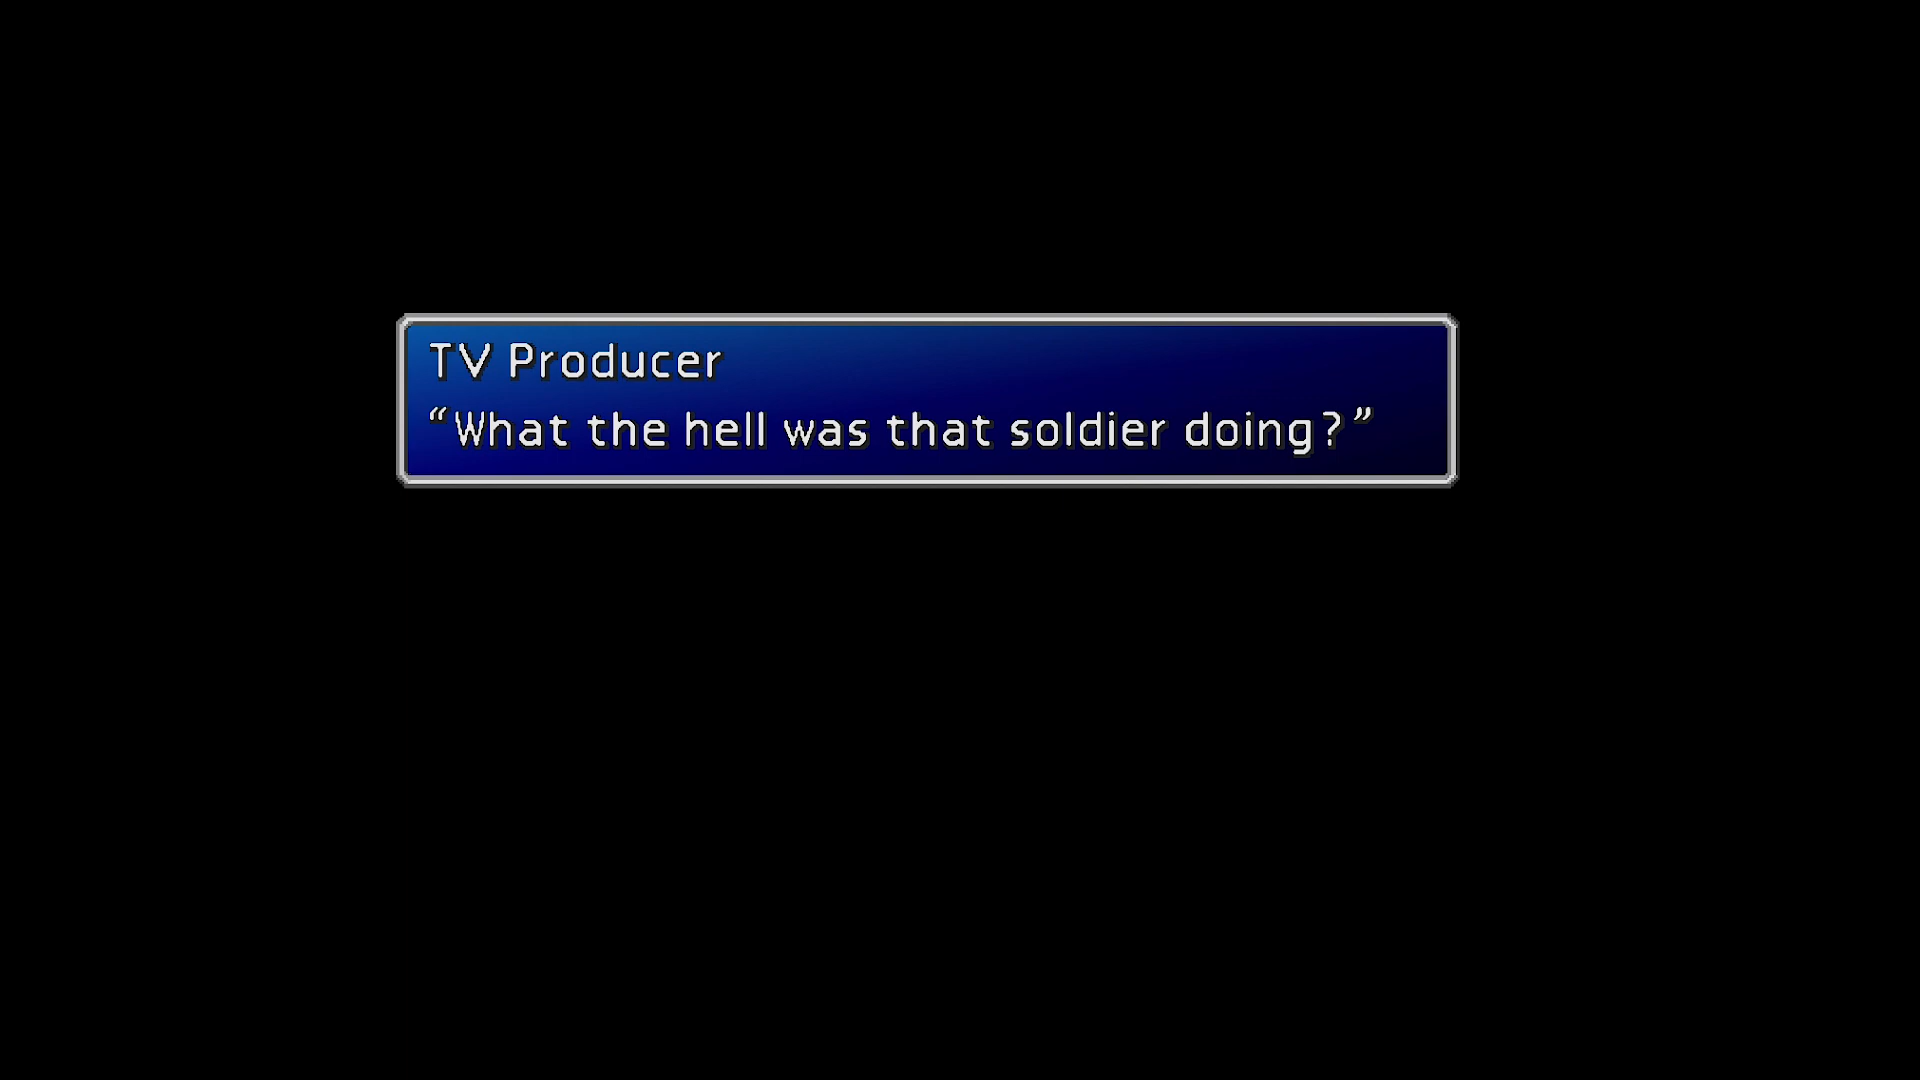 TV Producer
“What the hell was that soldier doing?”